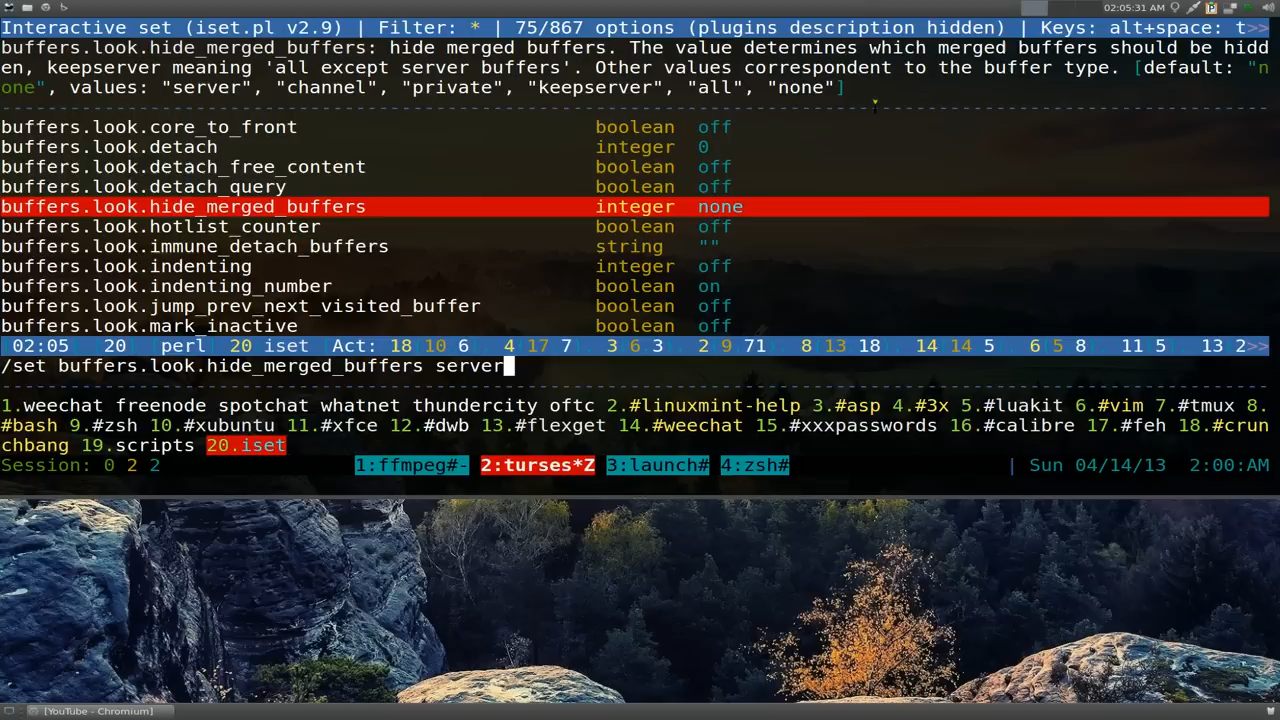 02:05:31 AM
Interactive set (iset.pl v2.9) | Filter: * | 75/867 options (plugins description hidden) | Keys: alt+space: t>>
buffers.look.hide_merged_buffers: hide merged buffers. The value determines which merged buffers should be hidd
en, keepserver meaning 'all except server buffers'. Other values correspondent to the buffer type. [default: "n
one", values: "server", "channel", "private", "keepserver", "all", "none"]
buffers.look.core_to_front boolean off
buffers.look.detach integer 0
buffers.look.detach_free_content boolean off
buffers.look.detach_query boolean off
buffers.look.hide_merged_buffers integer none
buffers.look.hotlist_counter boolean off
buffers.look.immune_detach_buffers string ""
buffers.look.indenting integer off
buffers.look.indenting_number boolean on
buffers.look.jump_prev_next_visited_buffer boolean off
buffers.look.mark_inactive boolean off
02:05 20 perl 20 iset Act: 18 10 6 4 17 7 3 6 3 2 9 71 8 13 18 14 14 5 6 5 8 11 5 13 2>>
/set buffers.look.hide_merged_buffers server
1.weechat freenode spotchat whatnet thundercity oftc 2.#linuxmint-help 3.#asp 4.#3x 5.#luakit 6.#vim 7.#tmux 8.
#bash 9.#zsh 10.#xubuntu 11.#xfce 12.#dwb 13.#flexget 14.#weechat 15.#xxxpasswords 16.#calibre 17.#feh 18.#crun
chbang 19.scripts 20.iset
Session: 0 2 2 1:ffmpeg#- 2:turses*Z 3:launch# 4:zsh# | Sun 04/14/13 2:00:AM
[YouTube - Chromium]